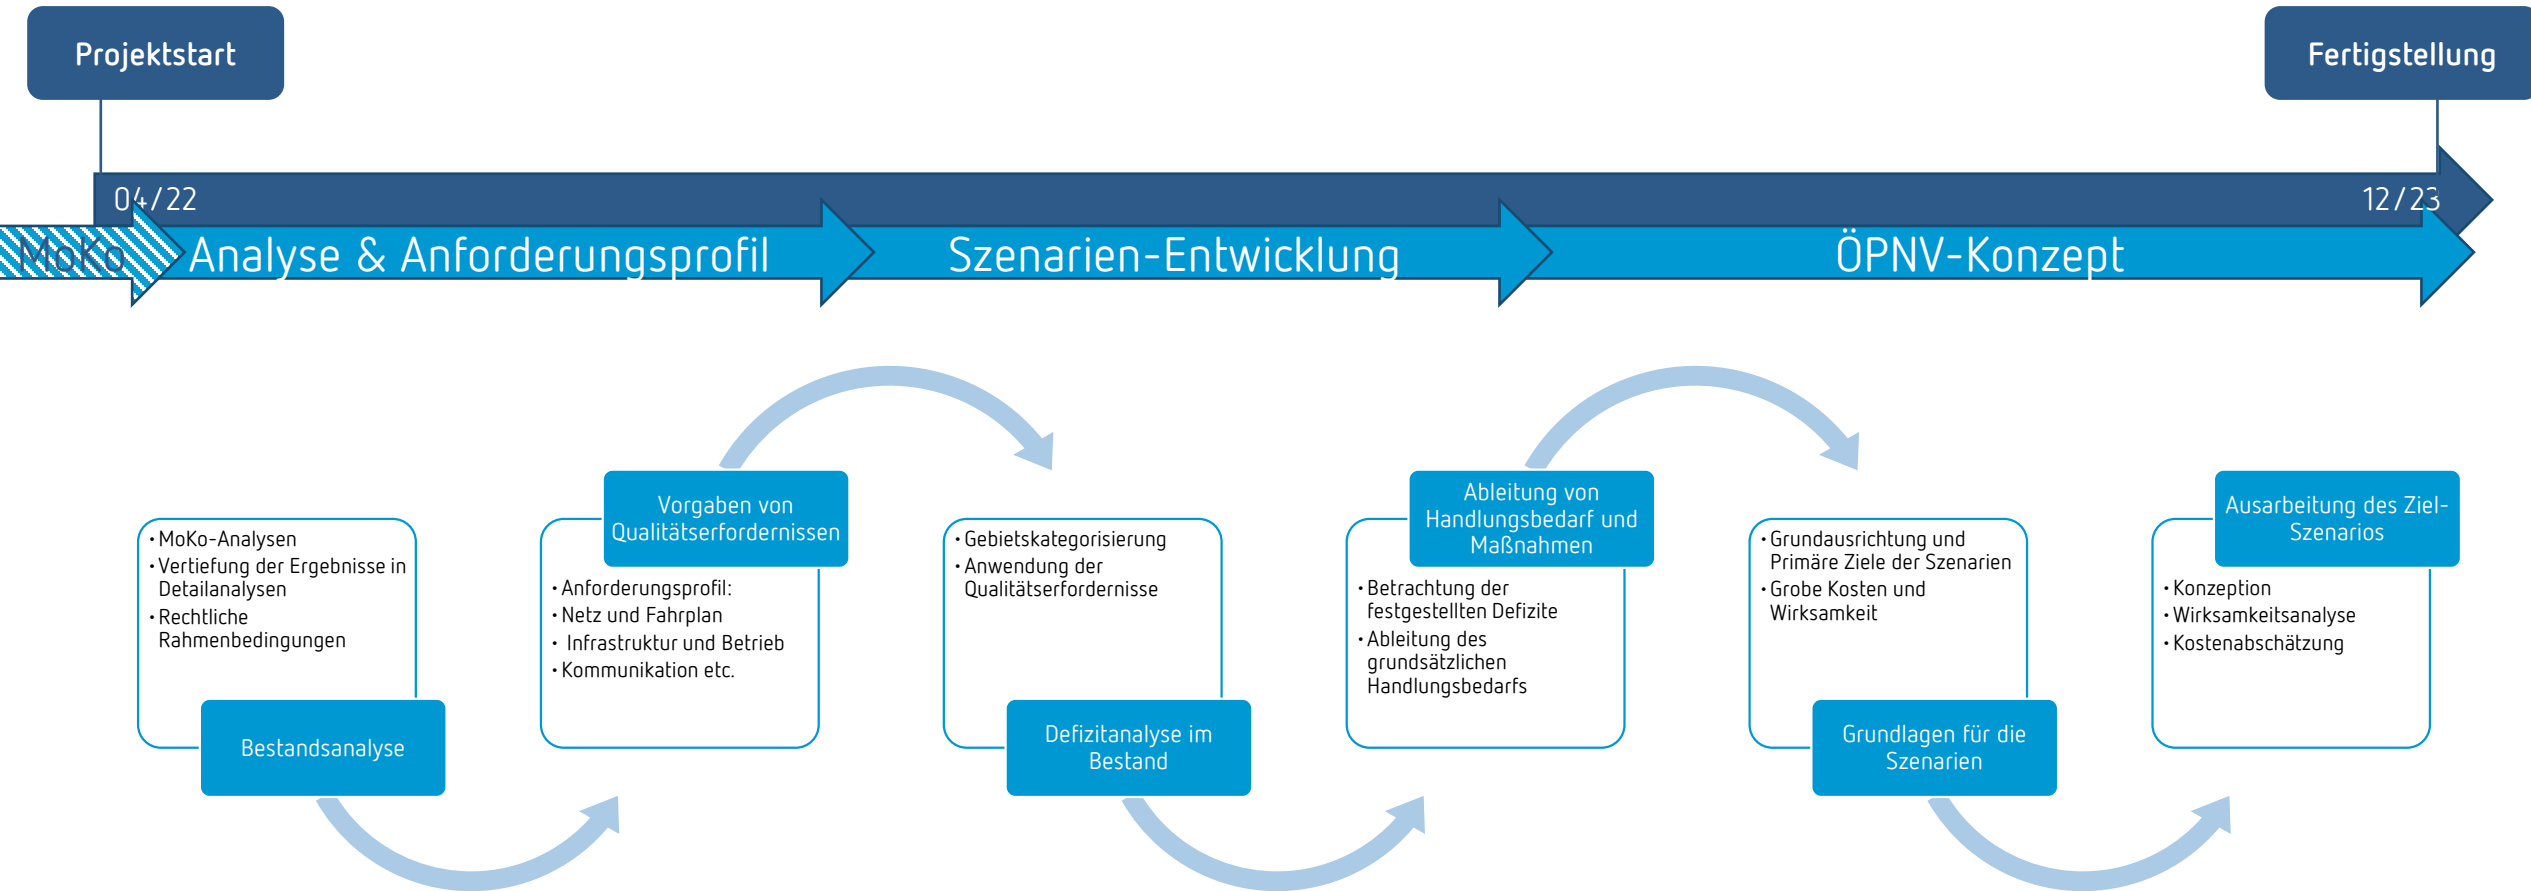 Projektstart
Fertigstellung
04/22
12/23
MoKo
Analyse & Anforderungsprofil
Szenarien-Entwicklung
ÖPNV-Konzept
• MoKo-Analysen
• Vertiefung der Ergebnisse in
Detailanalysen
• Rechtliche
Rahmenbedingungen
Bestandsanalyse
Vorgaben von
Qualitätserfordernissen
• Anforderungsprofil:
• Netz und Fahrplan
• Infrastruktur und Betrieb
• Kommunikation etc.
• Gebietskategorisierung
• Anwendung der
Qualitätserfordernisse
Defizitanalyse im
Bestand
Ableitung von
Handlungsbedarf und
Maßnahmen
• Betrachtung der
festgestellten Defizite
• Ableitung des
grundsätzlichen
Handlungsbedarfs
• Grundausrichtung und
Primäre Ziele der Szenarien
• Grobe Kosten und
Wirksamkeit
Grundlagen für die
Szenarien
Ausarbeitung des Ziel-
Szenarios
• Konzeption
• Wirksamkeitsanalyse
• Kostenabschätzung